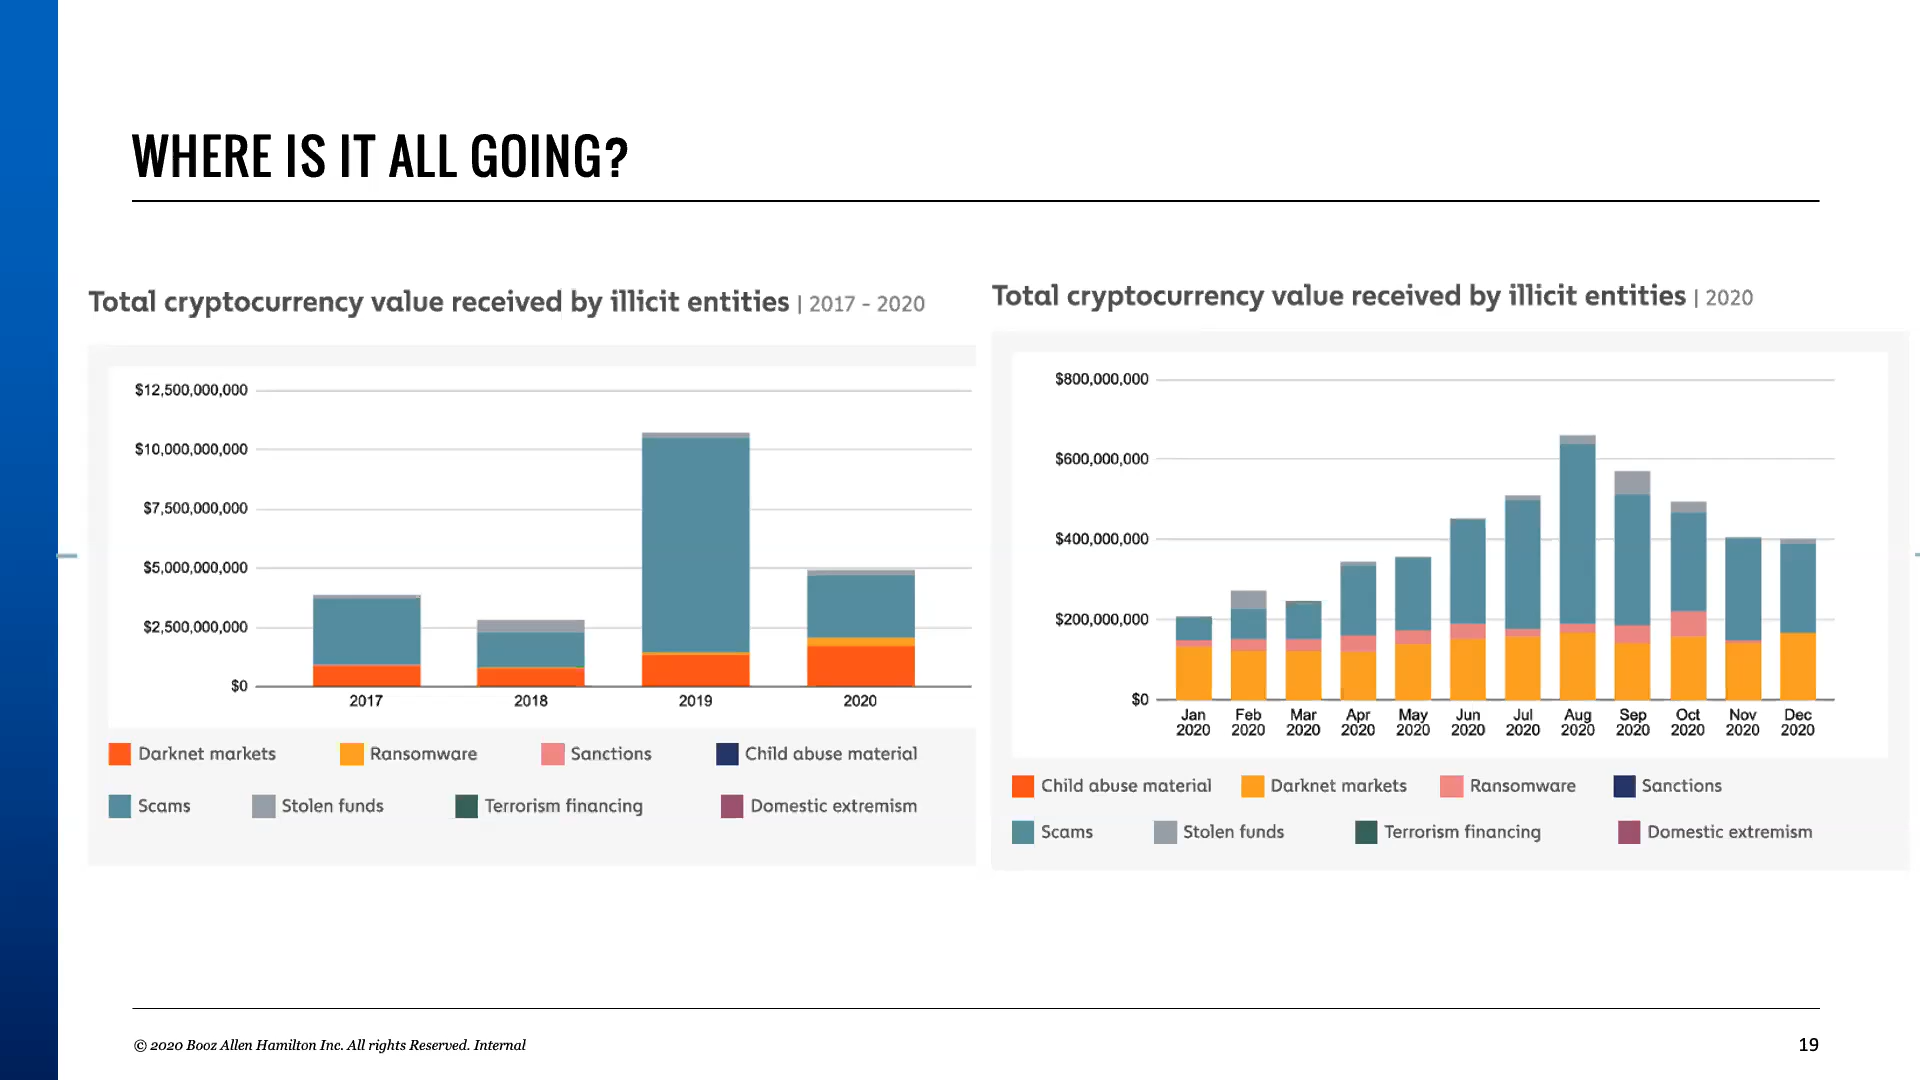 WHERE IS IT ALL GOING?
Total cryptocurrency value received by illicit entities | 2017 - 2020
$12,500,000,000
$10,000,000,000
$7,500,000,000
$5,000,000,000
$2,500,000,000
$0
2017 2018 2019 2020
Darknet markets Ransomware Sanctions Child abuse material
Scams Stolen funds Terrorism financing Domestic extremism
Total cryptocurrency value received by illicit entities | 2020
$800,000,000
$600,000,000
$400,000,000
$200,000,000
$0
Jan Feb Mar Apr May Jun Jul Aug Sep Oct Nov Dec
2020 2020 2020 2020 2020 2020 2020 2020 2020 2020 2020 2020
Child abuse material Darknet markets Ransomware Sanctions
Scams Stolen funds Terrorism financing Domestic extremism
© 2020 Booz Allen Hamilton Inc. All rights Reserved. Internal
19